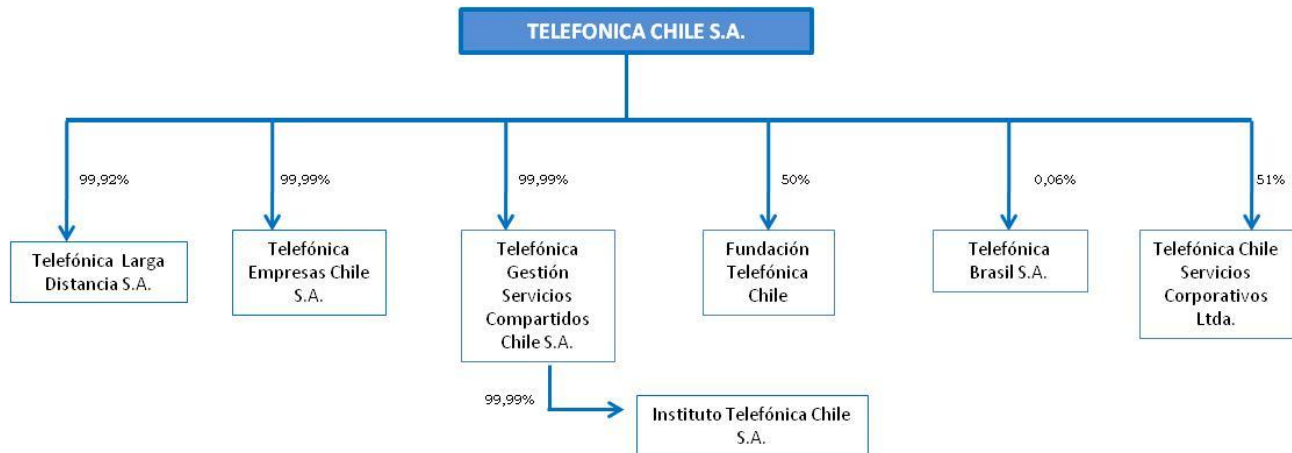 TELEFONICA CHILE S.A.
99,92%
99,99%
99,99%
50%
0,06%
51%
Telefónica Larga
Distancia S.A.
Telefónica
Empresas Chile
S.A.
Telefónica
Gestión
Servicios
Compartidos
Chile S.A.
Fundación
Telefónica
Chile
Telefónica
Brasil S.A.
Telefónica Chile
Servicios
Corporativos
Ltda.
99,99%
Instituto Telefónica Chile
S.A.